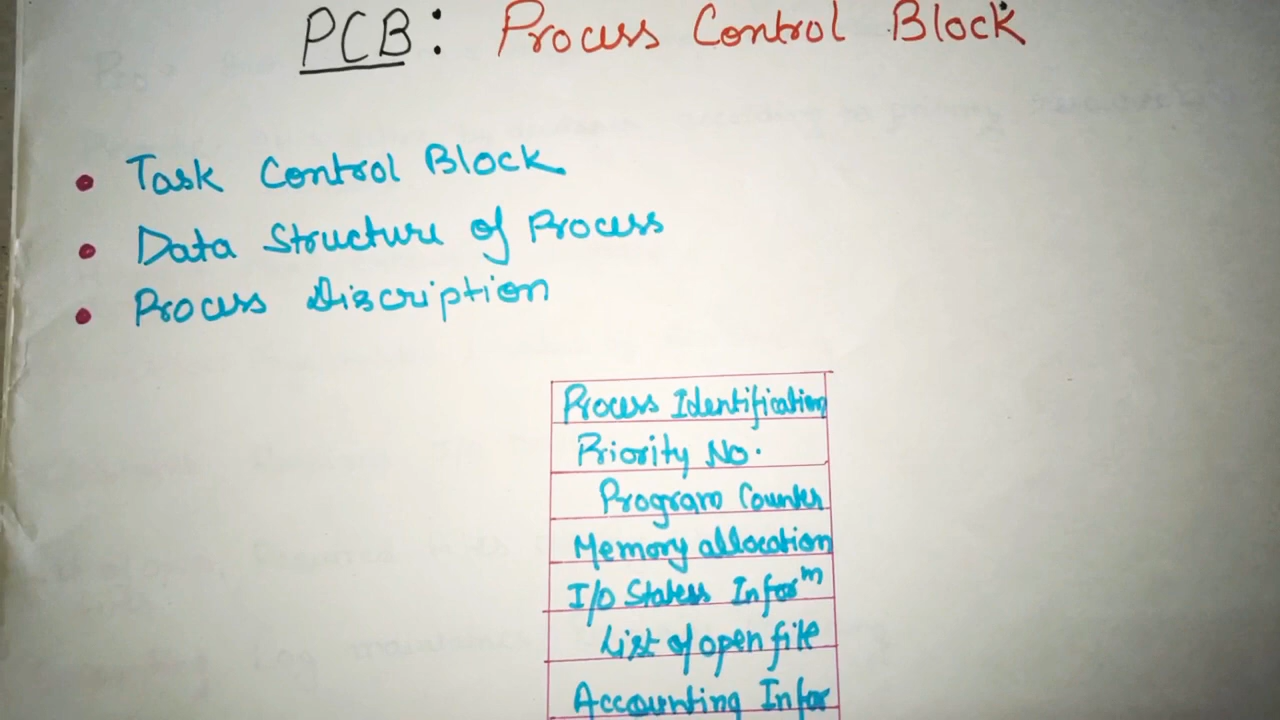 PCB: Process Control Block
Task Control Block
Data Structure of Process
Process Discription
Process Identification
Priority No.
Program Counter
Memory allocation
I/O States Inforᵐ
List of open file
Accounting Infor